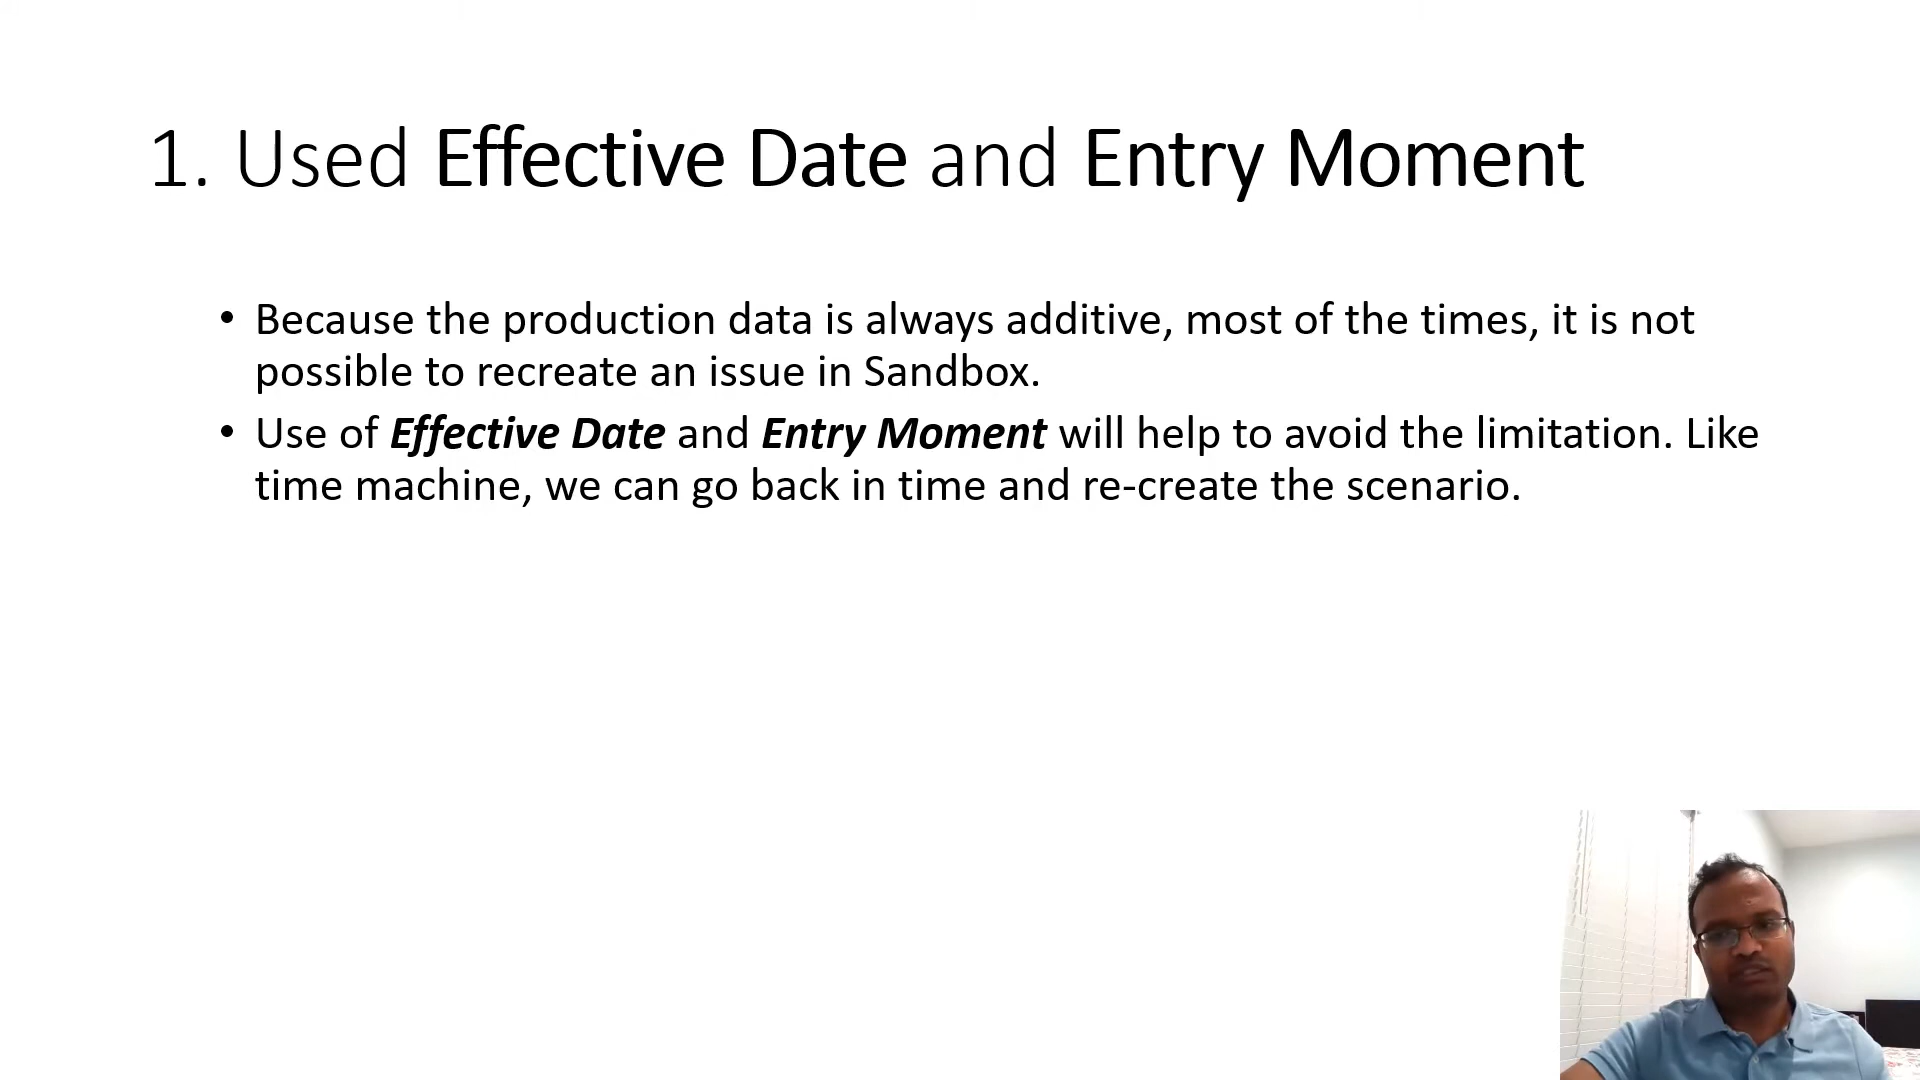 1. Used Effective Date and Entry Moment
• Because the production data is always additive, most of the times, it is not
possible to recreate an issue in Sandbox.
• Use of Effective Date and Entry Moment will help to avoid the limitation. Like
time machine, we can go back in time and re-create the scenario.